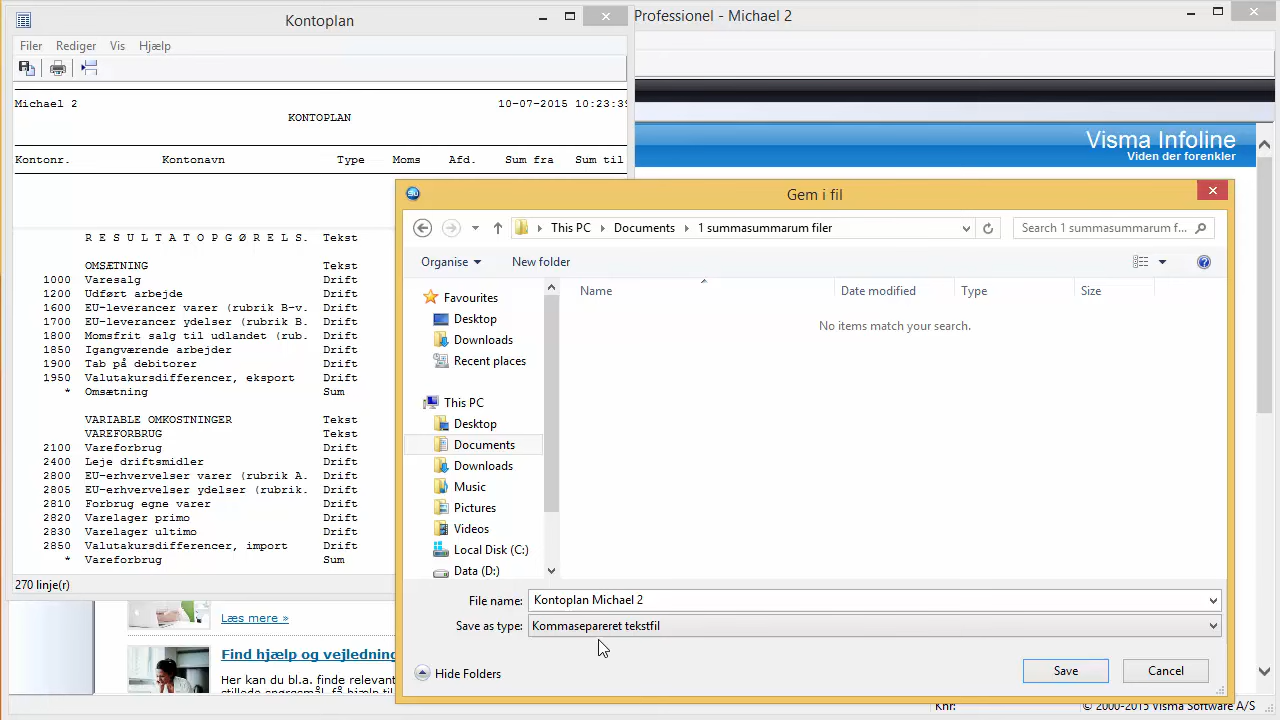 Kontoplan
Professionel - Michael 2
Filer Rediger Vis Hjælp
Michael 2 10-07-2015 10:23:39
KONTOPLAN
Kontonr. Kontonavn Type Moms Afd. Sum fra Sum til
Visma Infoline
Viden der forenkler
R E S U L T A T O P G Ø R E L S. Tekst
OMSÆTNING Tekst
1000 Varesalg Drift
1200 Udført arbejde Drift
1600 EU-leverancer varer (rubrik B-v. Drift
1700 EU-leverancer ydelser (rubrik B. Drift
1800 Momsfrit salg til udlandet (rub. Drift
1850 Igangværende arbejder Drift
1900 Tab på debitorer Drift
1950 Valutakursdifferencer, eksport Drift
* Omsætning Sum
VARIABLE OMKOSTNINGER Tekst
VAREFORBRUG Tekst
2100 Vareforbrug Drift
2400 Leje driftsmidler Drift
2800 EU-erhvervelser varer (rubrik A. Drift
2805 EU-erhvervelser ydelser (rubrik. Drift
2810 Forbrug egne varer Drift
2820 Varelager primo Drift
2830 Varelager ultimo Drift
2850 Valutakursdifferencer, import Drift
* Vareforbrug Sum
270 linje(r)
Gem i fil
This PC Documents 1 summasummarum filer
Search 1 summasummarum f...
Organise New folder
Name Date modified Type Size
No items match your search.
Favourites
Desktop
Downloads
Recent places
This PC
Desktop
Documents
Downloads
Music
Pictures
Videos
Local Disk (C:)
Data (D:)
File name: Kontoplan Michael 2
Save as type: Kommasepareret tekstfil
Hide Folders Save Cancel
Læs mere »
Find hjælp og vejledning
Her kan du bl.a. finde relevant
stillede spørgsmål, få hjælp til
Knr: © 2000-2015 Visma Software A/S